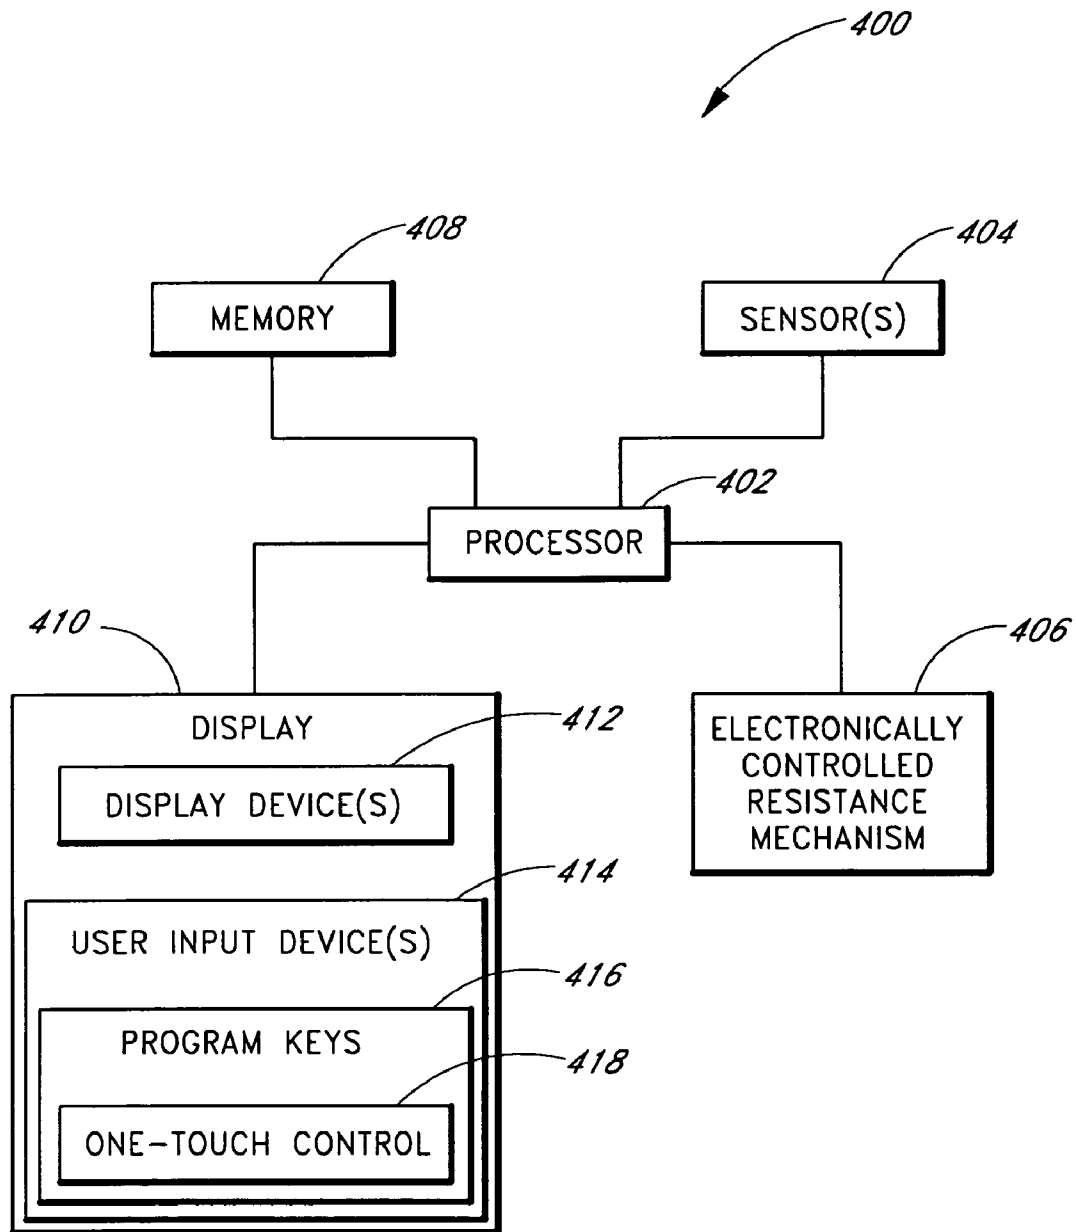 400
408
404
MEMORY
SENSOR(S)
402
PROCESSOR
410
406
DISPLAY
412
ELECTRONICALLY
CONTROLLED
RESISTANCE
MECHANISM
DISPLAY DEVICE(S)
414
USER INPUT DEVICE(S)
416
PROGRAM KEYS
418
ONE-TOUCH CONTROL